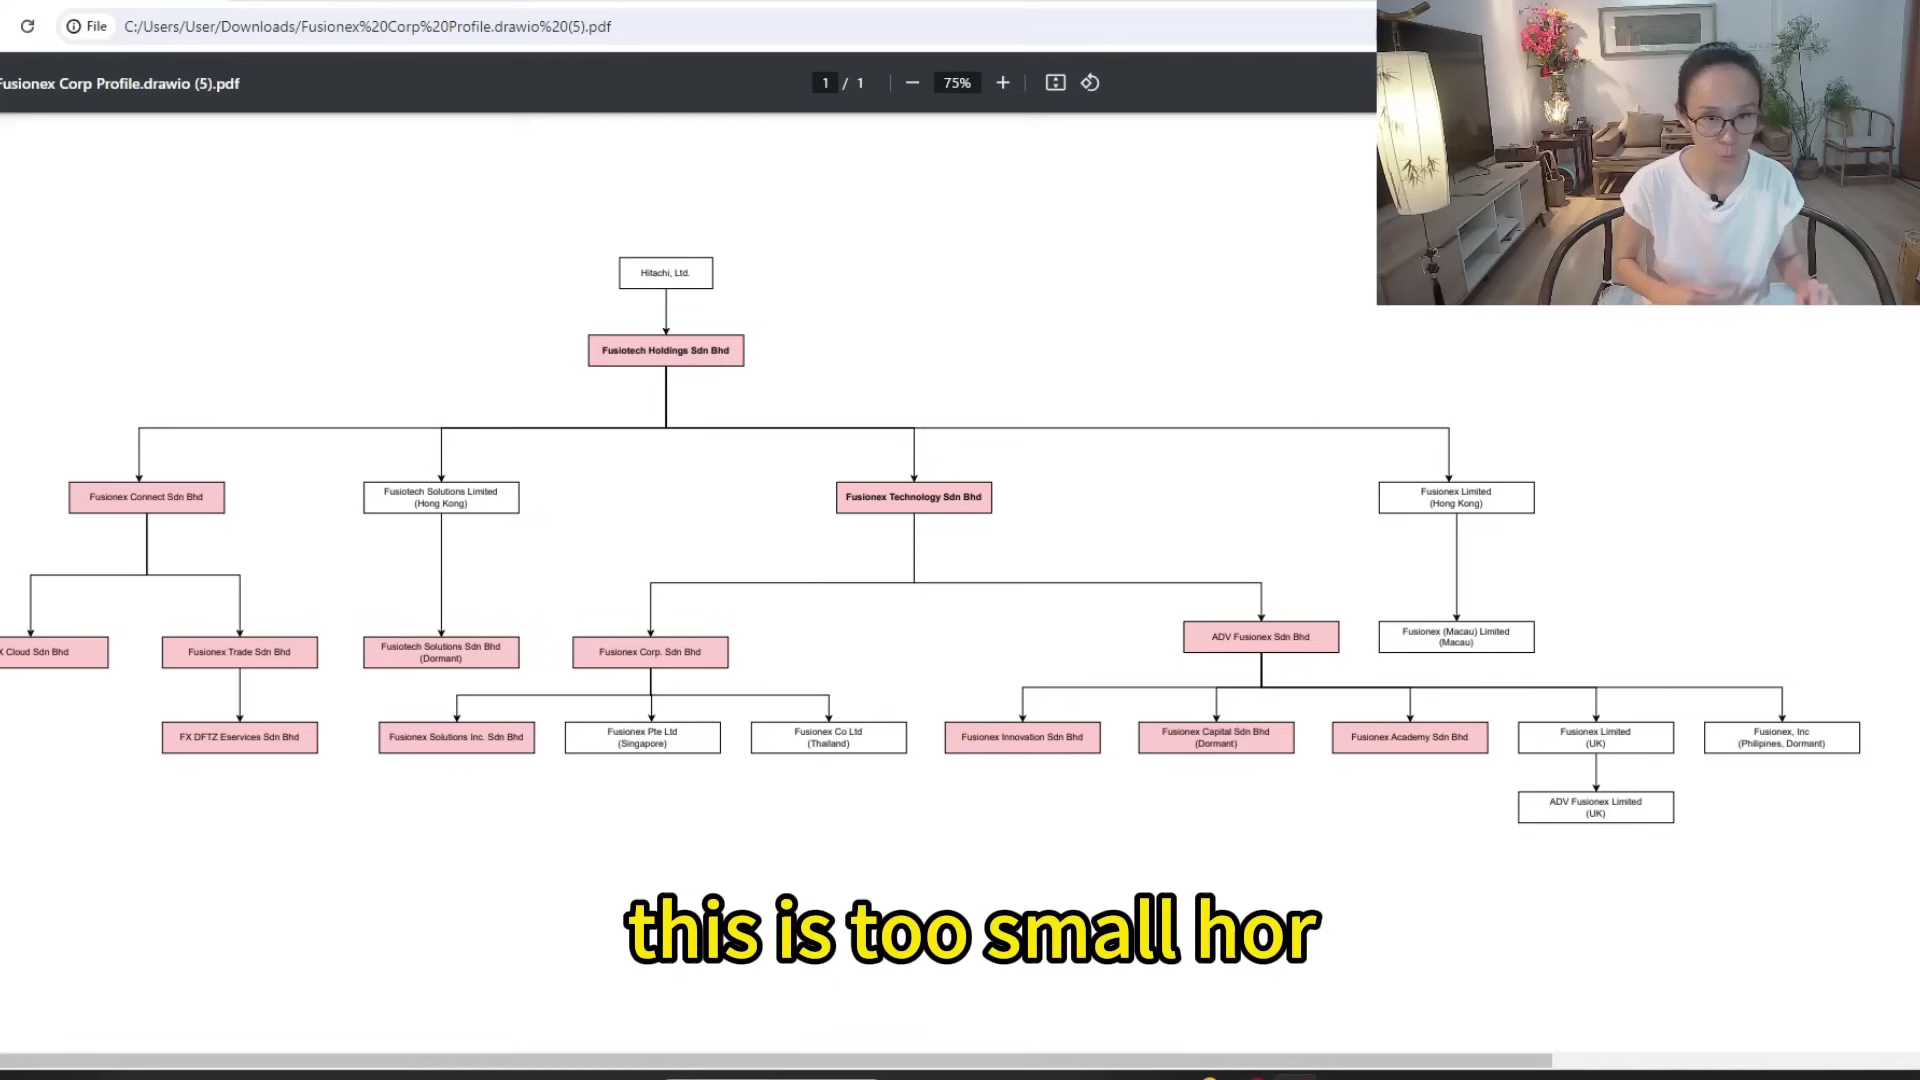 File
C:/Users/User/Downloads/Fusionex%20Corp%20Profile.drawio%20(5).pdf
Fusionex Corp Profile.drawio (5).pdf
1 / 1
75%
Hitachi, Ltd.
Fusiotech Holdings Sdn Bhd
Fusionex Connect Sdn Bhd
Fusiotech Solutions Limited
(Hong Kong)
Fusionex Technology Sdn Bhd
Fusionex Limited
(Hong Kong)
X Cloud Sdn Bhd
Fusionex Trade Sdn Bhd
Fusiotech Solutions Sdn Bhd
(Dormant)
Fusionex Corp. Sdn Bhd
ADV Fusionex Sdn Bhd
Fusionex (Macau) Limited
(Macau)
FX DFTZ Eservices Sdn Bhd
Fusionex Solutions Inc. Sdn Bhd
Fusionex Pte Ltd
(Singapore)
Fusionex Co Ltd
(Thailand)
Fusionex Innovation Sdn Bhd
Fusionex Capital Sdn Bhd
(Dormant)
Fusionex Academy Sdn Bhd
Fusionex Limited
(UK)
Fusionex, Inc
(Philipines, Dormant)
ADV Fusionex Limited
(UK)
this is too small hor